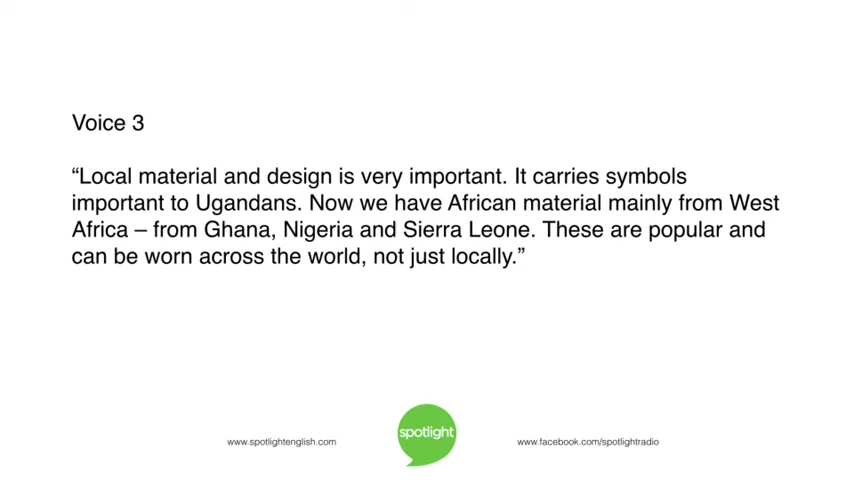 Voice 3
“Local material and design is very important. It carries symbols
important to Ugandans. Now we have African material mainly from West
Africa – from Ghana, Nigeria and Sierra Leone. These are popular and
can be worn across the world, not just locally.”
spotlight
www.spotlightenglish.com
www.facebook.com/spotlightradio